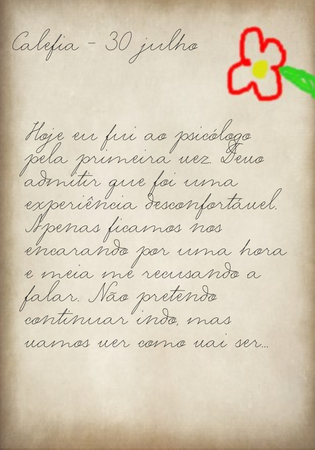 Calefia - 30 julho
Hoje eu fui ao psicólogo
pela primeira vez Devo
admitir que foi uma
experiência desconfortável.
Apenas ficamos nos
encarando por uma hora
e meia me recusando a
falar. Não pretendo
continuar indo, mas
vamos ver como vai ser...